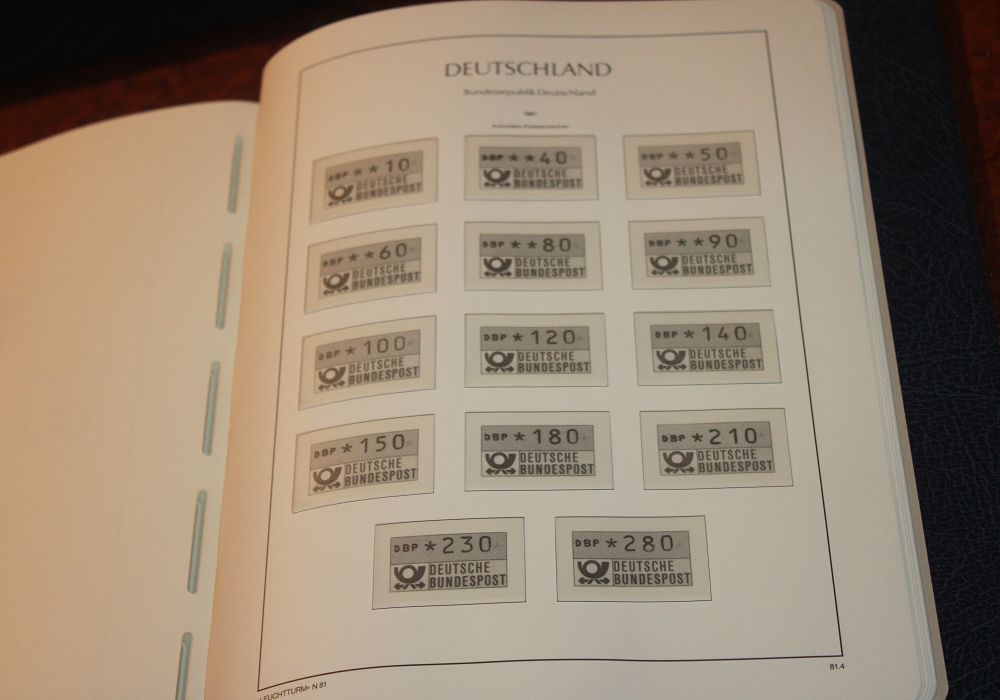 DEUTSCHLAND
Bundesrepublik Deutschland
1981
DBP **10
DEUTSCHE
BUNDESPOST
DBP **40
DEUTSCHE
BUNDESPOST
DBP **50
DEUTSCHE
BUNDESPOST
DBP **60
DEUTSCHE
BUNDESPOST
DBP **80
DEUTSCHE
BUNDESPOST
DBP **90
DEUTSCHE
BUNDESPOST
DBP *100
DEUTSCHE
BUNDESPOST
DBP *120
DEUTSCHE
BUNDESPOST
DBP *140
DEUTSCHE
BUNDESPOST
DBP *150
DEUTSCHE
BUNDESPOST
DBP *180
DEUTSCHE
BUNDESPOST
DBP *210
DEUTSCHE
BUNDESPOST
DBP *230
DEUTSCHE
BUNDESPOST
DBP *280
DEUTSCHE
BUNDESPOST
LEUCHTTURM N 81
81.4